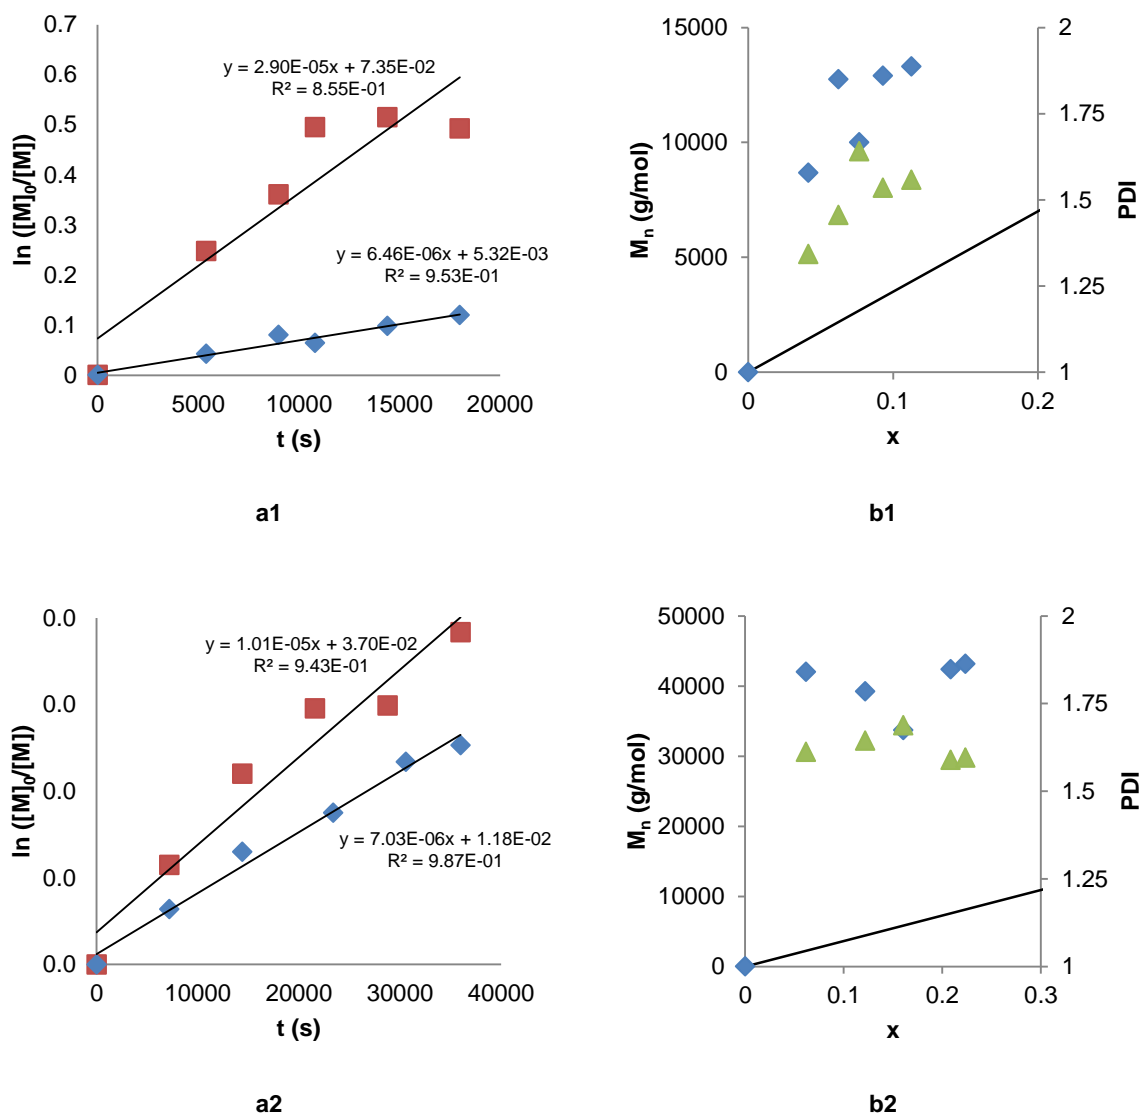 0.7
0.6
0.5
0.4
0.3
0.2
0.1
0
ln ([M]₀/[M])
y = 2.90E-05x + 7.35E-02
R² = 8.55E-01
y = 6.46E-06x + 5.32E-03
R² = 9.53E-01
0 5000 10000 15000 20000
t (s)
a1
15000
10000
5000
0
Mₙ (g/mol)
2
1.75
1.5
1.25
1
PDI
0 0.1 0.2
x
b1
0.0
0.0
0.0
0.0
0.0
ln ([M]₀/[M])
y = 1.01E-05x + 3.70E-02
R² = 9.43E-01
y = 7.03E-06x + 1.18E-02
R² = 9.87E-01
0 10000 20000 30000 40000
t (s)
a2
50000
40000
30000
20000
10000
0
Mₙ (g/mol)
2
1.75
1.5
1.25
1
PDI
0 0.1 0.2 0.3
x
b2